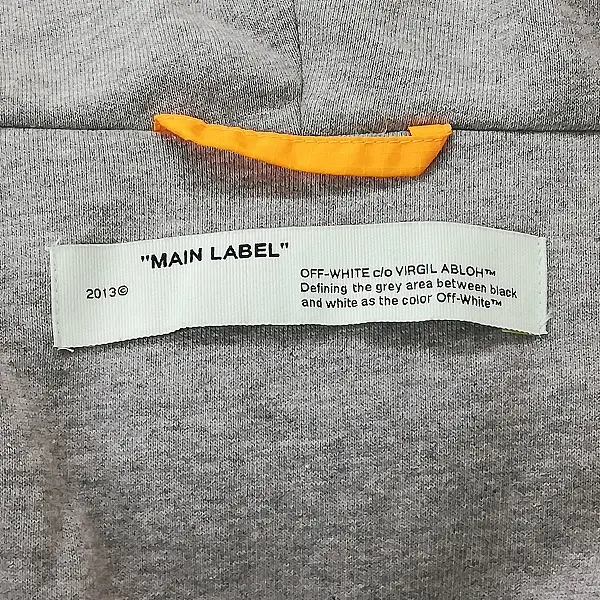 "MAIN LABEL"
2013©
OFF-WHITE c/o VIRGIL ABLOH™
Defining the grey area between black
and white as the color Off-White™